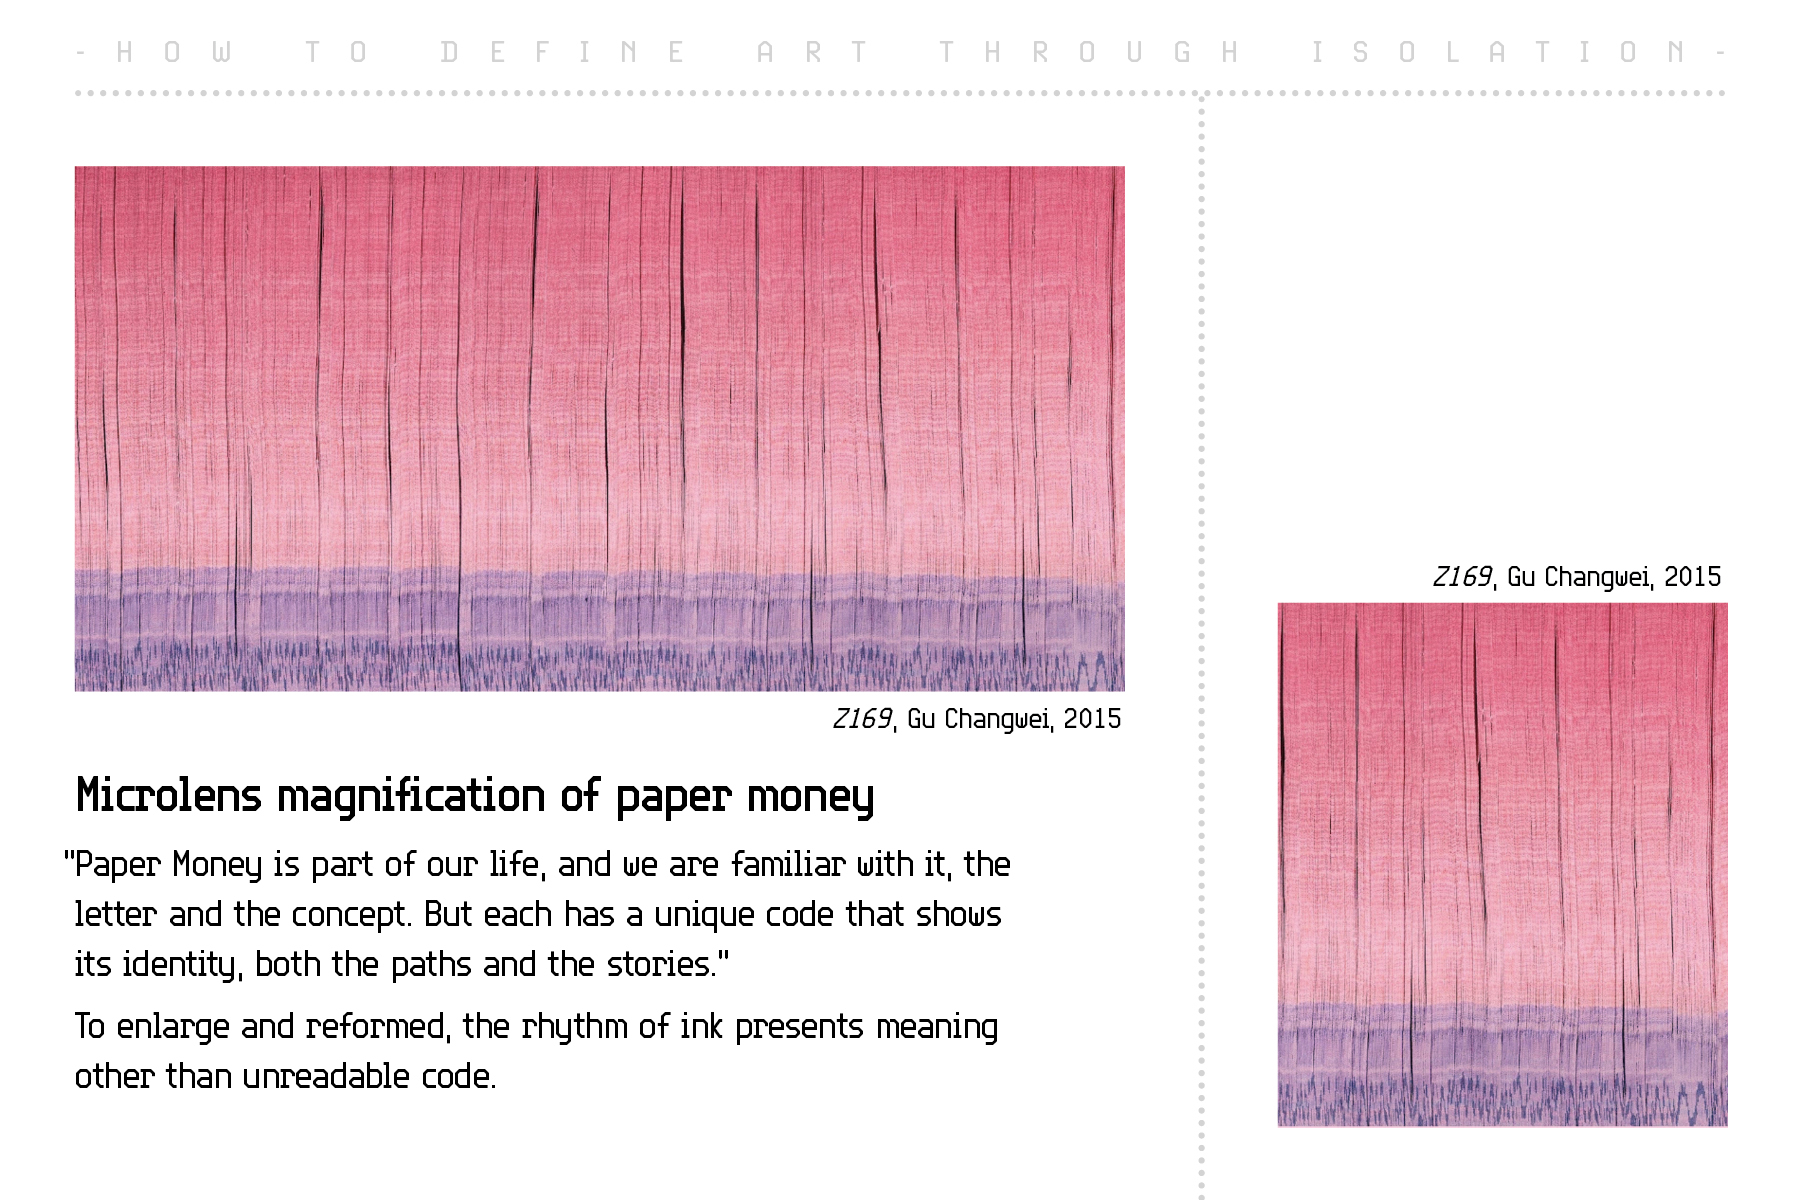 - HOW TO DEFINE ART THROUGH ISOLATION -
Z169, Gu Changwei, 2015
Microlens magnification of paper money
"Paper Money is part of our life, and we are familiar with it, the
letter and the concept. But each has a unique code that shows
its identity, both the paths and the stories."
To enlarge and reformed, the rhythm of ink presents meaning
other than unreadable code.
Z169, Gu Changwei, 2015